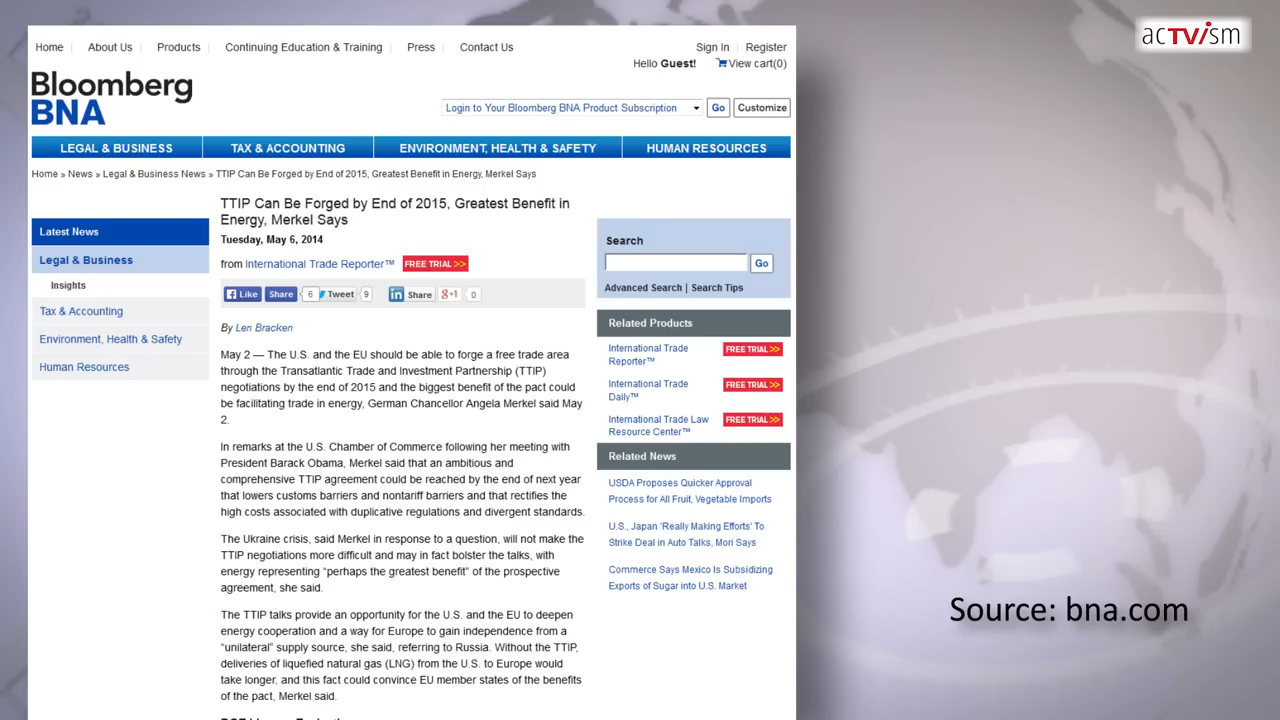 acTVism
Home About Us Products Continuing Education & Training Press Contact Us Sign In Register
Hello Guest! View cart(0)
Bloomberg
BNA
Login to Your Bloomberg BNA Product Subscription Go Customize
LEGAL & BUSINESS TAX & ACCOUNTING ENVIRONMENT, HEALTH & SAFETY HUMAN RESOURCES
Home » News » Legal & Business News » TTIP Can Be Forged by End of 2015, Greatest Benefit in Energy, Merkel Says
Latest News
Legal & Business
Insights
Tax & Accounting
Environment, Health & Safety
Human Resources
TTIP Can Be Forged by End of 2015, Greatest Benefit in
Energy, Merkel Says
Tuesday, May 6, 2014
from International Trade Reporter™ FREE TRIAL >>
Like Share 6 Tweet 9 in Share g+1 0
By Len Bracken
May 2 — The U.S. and the EU should be able to forge a free trade area
through the Transatlantic Trade and Investment Partnership (TTIP)
negotiations by the end of 2015 and the biggest benefit of the pact could
be facilitating trade in energy, German Chancellor Angela Merkel said May
2.
In remarks at the U.S. Chamber of Commerce following her meeting with
President Barack Obama, Merkel said that an ambitious and
comprehensive TTIP agreement could be reached by the end of next year
that lowers customs barriers and nontariff barriers and that rectifies the
high costs associated with duplicative regulations and divergent standards.
The Ukraine crisis, said Merkel in response to a question, will not make the
TTIP negotiations more difficult and may in fact bolster the talks, with
energy representing “perhaps the greatest benefit” of the prospective
agreement, she said.
The TTIP talks provide an opportunity for the U.S. and the EU to deepen
energy cooperation and a way for Europe to gain independence from a
“unilateral” supply source, she said, referring to Russia. Without the TTIP,
deliveries of liquefied natural gas (LNG) from the U.S. to Europe would
take longer, and this fact could convince EU member states of the benefits
of the pact, Merkel said.
Search
Go
Advanced Search | Search Tips
Related Products
International Trade
Reporter™ FREE TRIAL >>
International Trade
Daily™ FREE TRIAL >>
International Trade Law
Resource Center™ FREE TRIAL >>
Related News
USDA Proposes Quicker Approval
Process for All Fruit, Vegetable Imports
U.S., Japan 'Really Making Efforts' To
Strike Deal in Auto Talks, Mori Says
Commerce Says Mexico Is Subsidizing
Exports of Sugar into U.S. Market
Source: bna.com